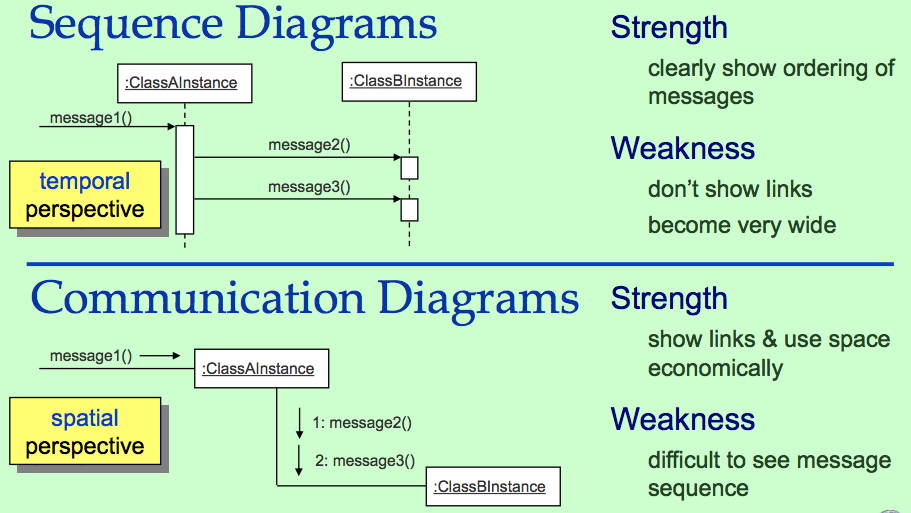 Sequence Diagrams
:ClassAInstance
:ClassBInstance
message1()
message2()
message3()
temporal
perspective
Strength
clearly show ordering of
messages
Weakness
don’t show links
become very wide
Communication Diagrams
message1()
:ClassAInstance
1: message2()
2: message3()
:ClassBInstance
spatial
perspective
Strength
show links & use space
economically
Weakness
difficult to see message
sequence